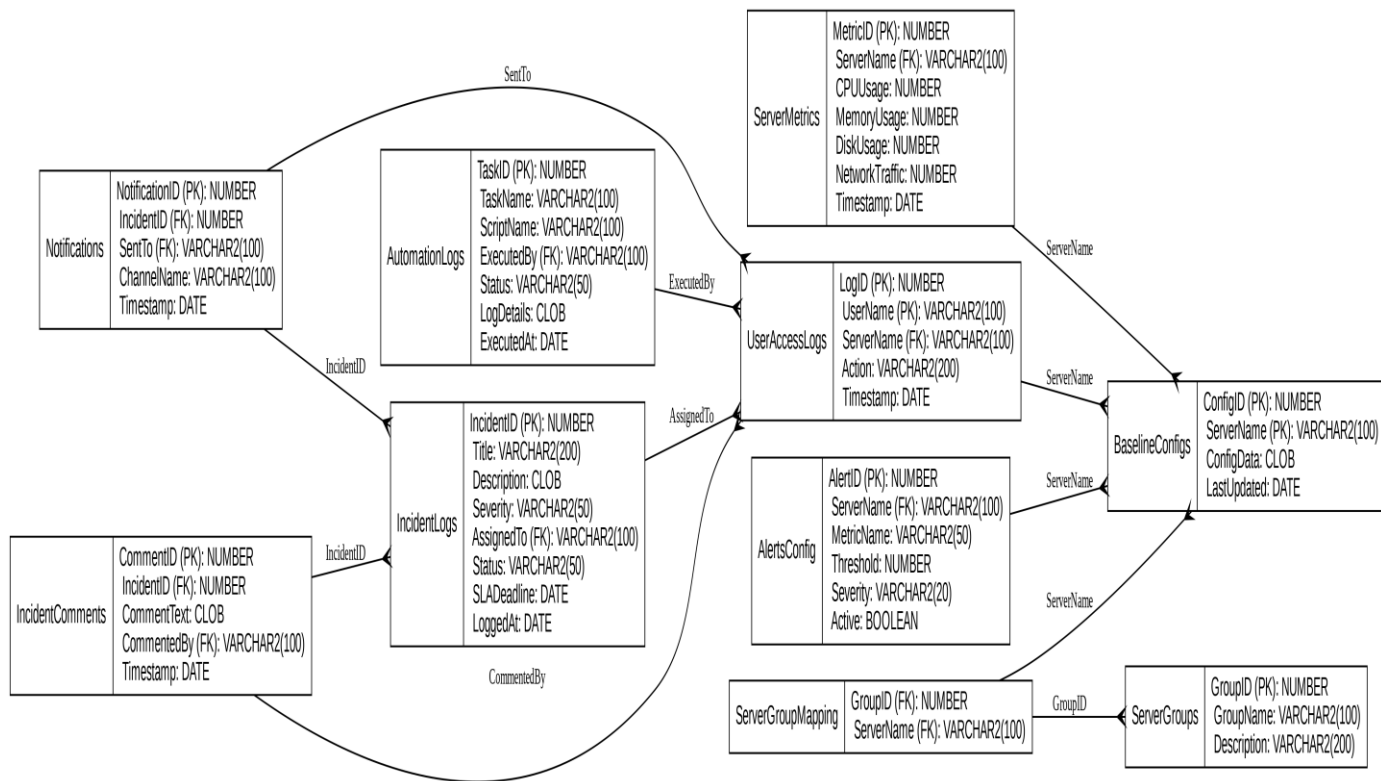 SentTo
ServerMetrics
MetricID (PK): NUMBER
ServerName (FK): VARCHAR2(100)
CPUUsage: NUMBER
MemoryUsage: NUMBER
DiskUsage: NUMBER
NetworkTraffic: NUMBER
Timestamp: DATE
Notifications
NotificationID (PK): NUMBER
IncidentID (FK): NUMBER
SentTo (FK): VARCHAR2(100)
ChannelName: VARCHAR2(100)
Timestamp: DATE
AutomationLogs
TaskID (PK): NUMBER
TaskName: VARCHAR2(100)
ScriptName: VARCHAR2(100)
ExecutedBy (FK): VARCHAR2(100)
Status: VARCHAR2(50)
LogDetails: CLOB
ExecutedAt: DATE
ExecutedBy
ServerName
UserAccessLogs
LogID (PK): NUMBER
UserName (PK): VARCHAR2(100)
ServerName (FK): VARCHAR2(100)
Action: VARCHAR2(200)
Timestamp: DATE
IncidentID
AssignedTo
ServerName
BaselineConfigs
ConfigID (PK): NUMBER
ServerName (PK): VARCHAR2(100)
ConfigData: CLOB
LastUpdated: DATE
IncidentLogs
IncidentID (PK): NUMBER
Title: VARCHAR2(200)
Description: CLOB
Severity: VARCHAR2(50)
AssignedTo (FK): VARCHAR2(100)
Status: VARCHAR2(50)
SLADeadline: DATE
LoggedAt: DATE
AlertsConfig
AlertID (PK): NUMBER
ServerName (FK): VARCHAR2(100)
MetricName: VARCHAR2(50)
Threshold: NUMBER
Severity: VARCHAR2(20)
Active: BOOLEAN
ServerName
IncidentComments
CommentID (PK): NUMBER
IncidentID (FK): NUMBER
CommentText: CLOB
CommentedBy (FK): VARCHAR2(100)
Timestamp: DATE
IncidentID
ServerName
CommentedBy
ServerGroupMapping
GroupID (FK): NUMBER
ServerName (FK): VARCHAR2(100)
GroupID
ServerGroups
GroupID (PK): NUMBER
GroupName: VARCHAR2(100)
Description: VARCHAR2(200)